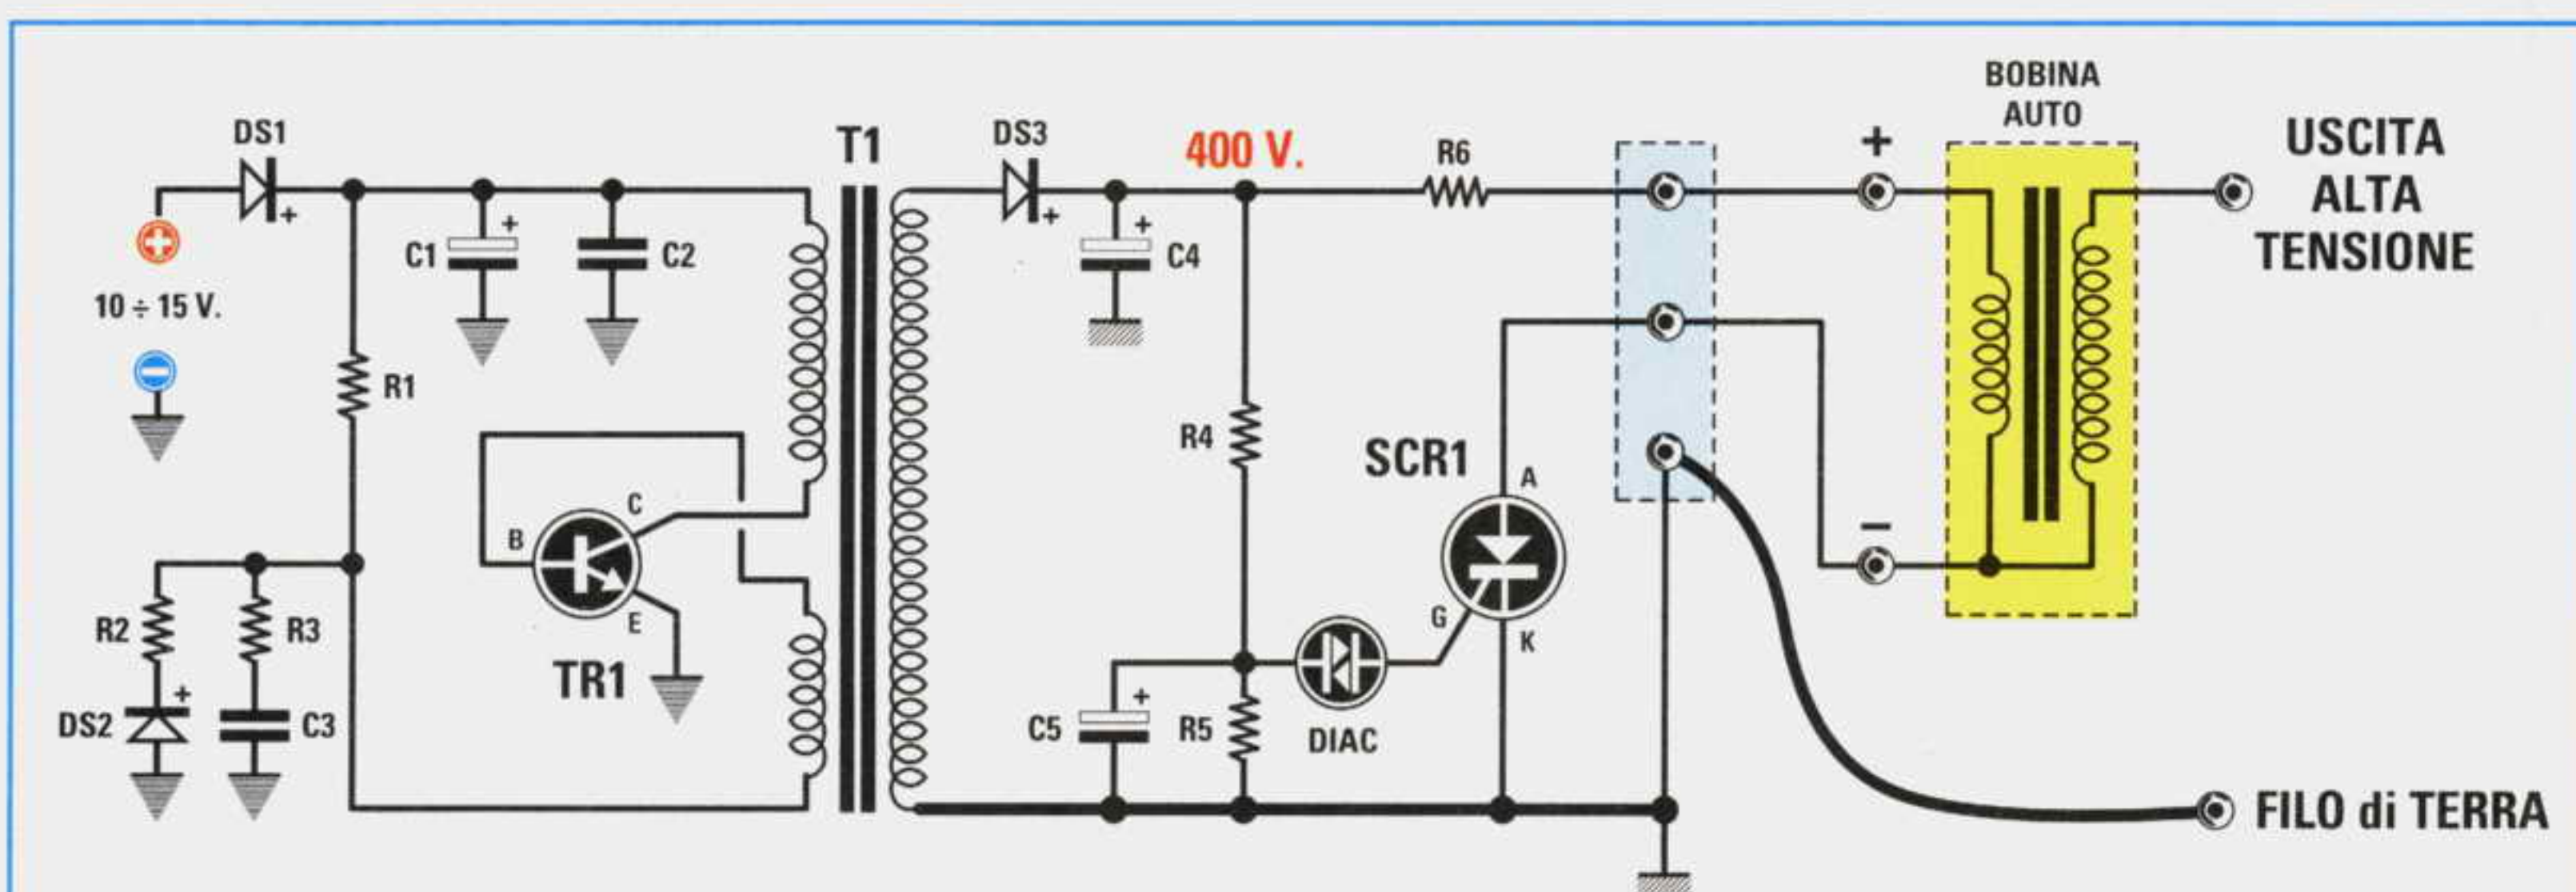 BOBINA
AUTO
DS1
T1
DS3
400 V.
R6
+
USCITA
ALTA
TENSIONE
+
+
+
+
C1
C2
C4
+
10 ÷ 15 V.
−
R1
R4
SCR1
A
C
B
−
R2
R3
E
G
K
TR1
+
DS2
C3
+
C5
R5
DIAC
FILO di TERRA